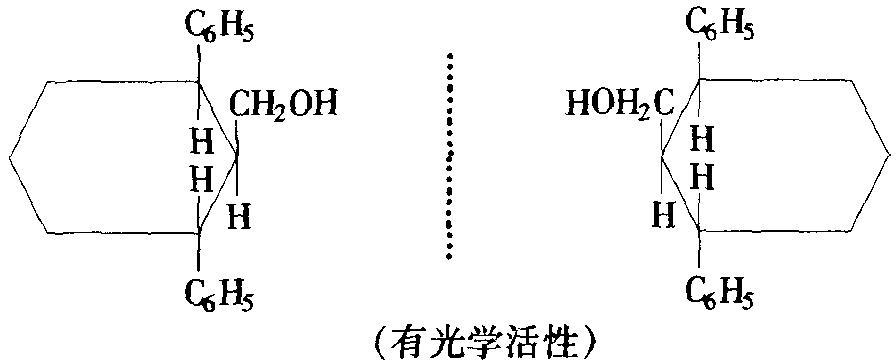 C₆H₅ C₆H₅
CH₂OH HOH₂C
H H
H H
H H
C₆H₅ C₆H₅
(有光学活性)